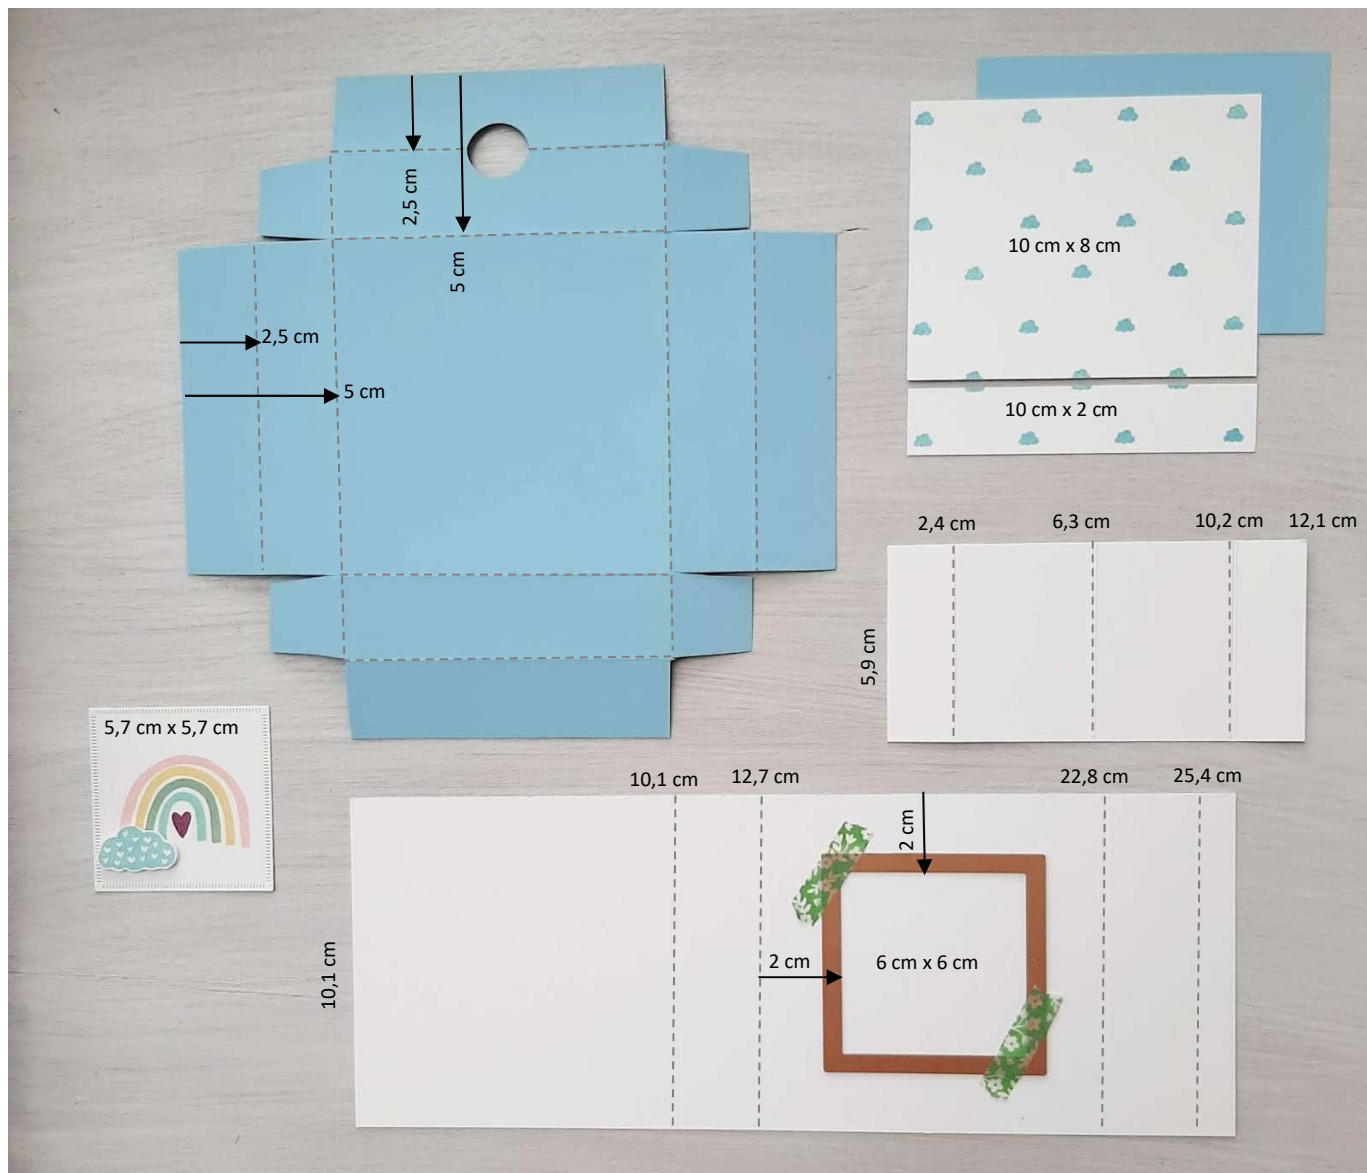 2,5 cm
5 cm
2,5 cm
5 cm
10 cm x 8 cm
10 cm x 2 cm
2,4 cm
6,3 cm
10,2 cm
12,1 cm
5,9 cm
5,7 cm x 5,7 cm
10,1 cm
12,7 cm
22,8 cm
25,4 cm
2 cm
2 cm
6 cm x 6 cm
10,1 cm